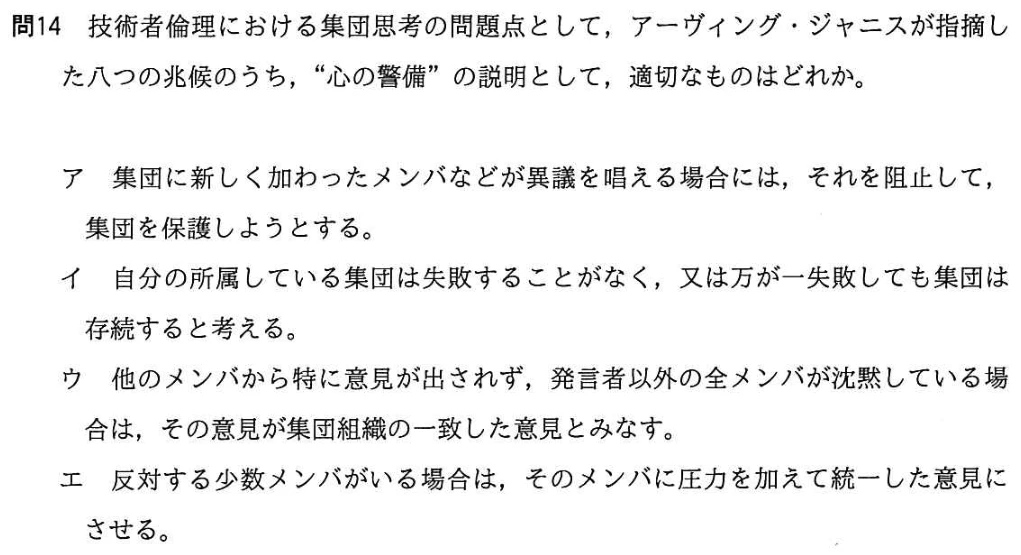 問14 技術者倫理における集団思考の問題点として，アーヴィング・ジャニスが指摘し
た八つの兆候のうち，“心の警備”の説明として，適切なものはどれか。
ア 集団に新しく加わったメンバなどが異議を唱える場合には，それを阻止して，
集団を保護しようとする。
イ 自分の所属している集団は失敗することがなく，又は万が一失敗しても集団は
存続すると考える。
ウ 他のメンバから特に意見が出されず，発言者以外の全メンバが沈黙している場
合は，その意見が集団組織の一致した意見とみなす。
エ 反対する少数メンバがいる場合は，そのメンバに圧力を加えて統一した意見に
させる。